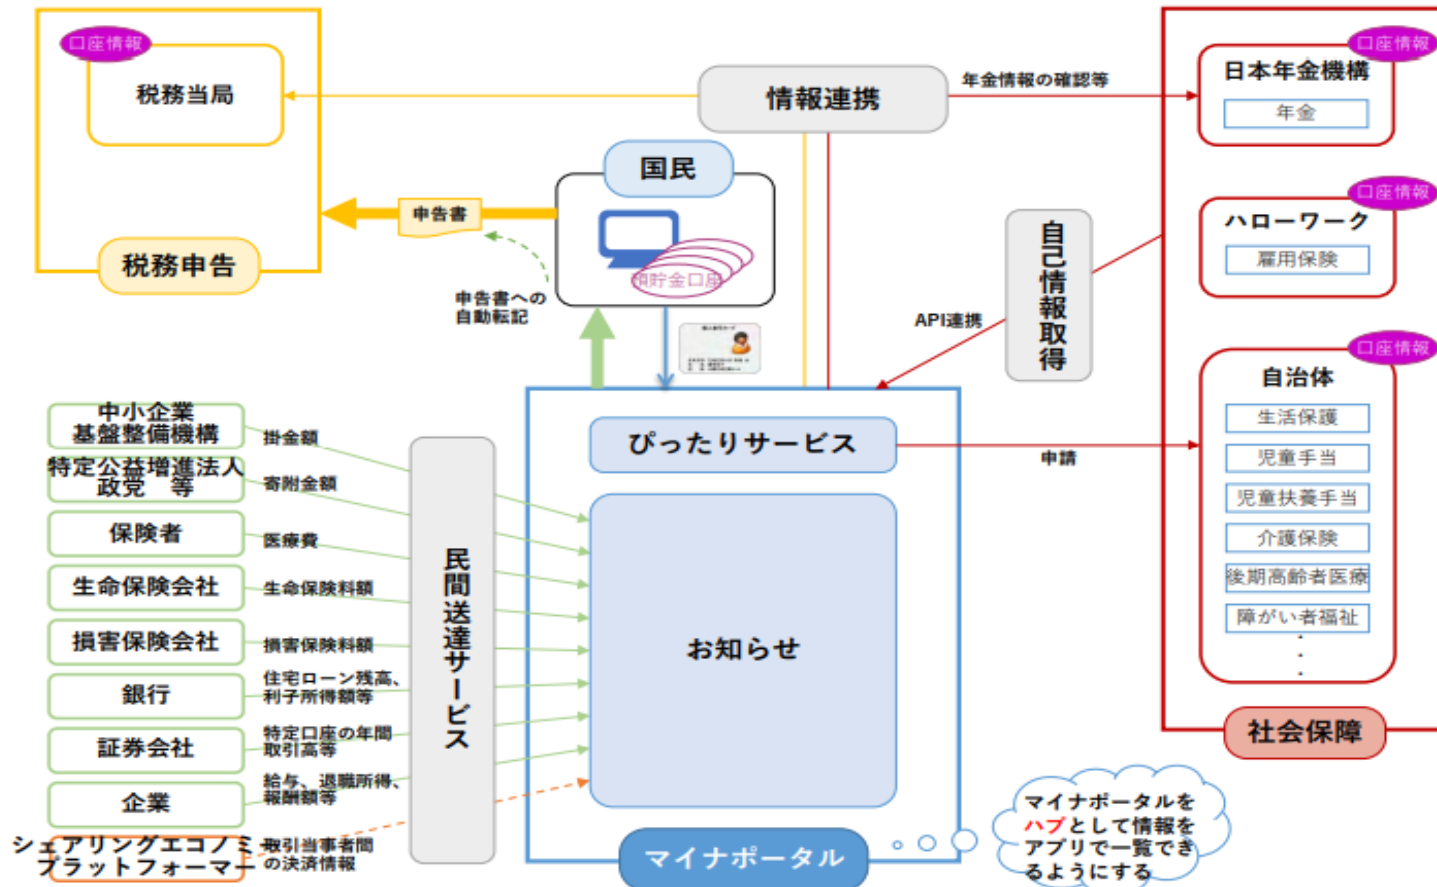 口座情報
税務当局
税務申告
申告書
申告書への
自動転記
国民
預貯金口座
情報連携
年金情報の確認等
自己情報取得
API連携
申請
口座情報
日本年金機構
年金
口座情報
ハローワーク
雇用保険
口座情報
自治体
生活保護
児童手当
児童扶養手当
介護保険
後期高齢者医療
障がい者福祉
・
・
・
社会保障
中小企業
基盤整備機構
掛金額
特定公益増進法人
政党 等
寄附金額
保険者
医療費
生命保険会社
生命保険料額
損害保険会社
損害保険料額
銀行
住宅ローン残高、
利子所得額等
証券会社
特定口座の年間
取引高等
企業
給与、退職所得、
報酬額等
シェアリングエコノミー
プラットフォーマー
取引当事者間
の決済情報
民間送達サービス
ぴったりサービス
お知らせ
マイナポータル
マイナポータルを
ハブとして情報を
アプリで一覧でき
るようにする